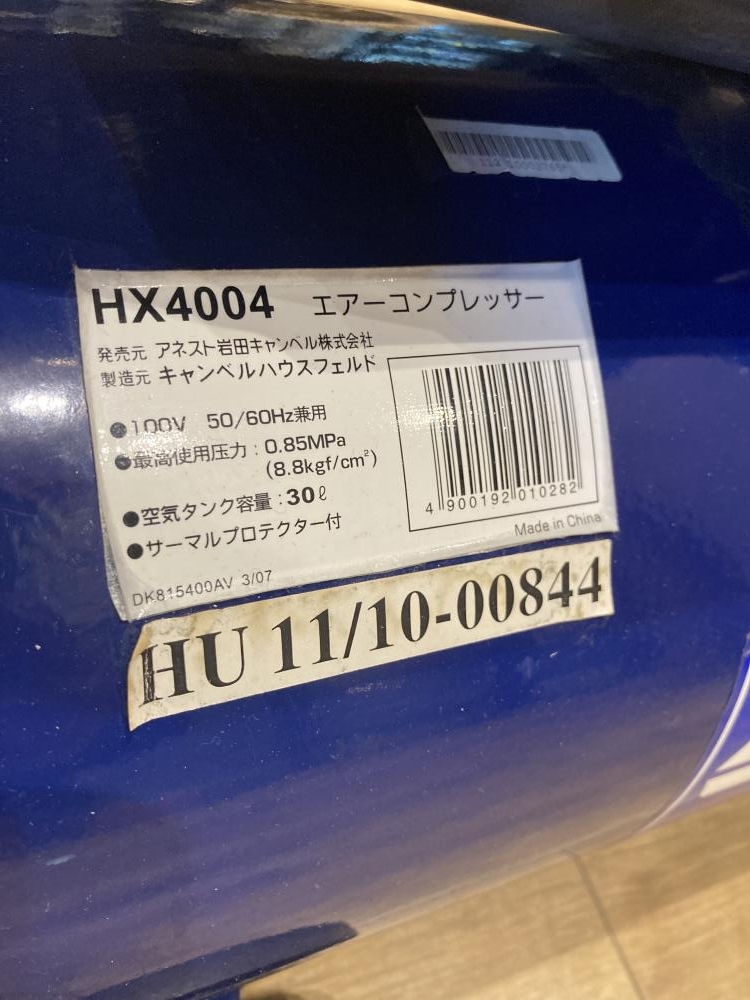 HX4004 エアーコンプレッサー
発売元 アネスト岩田キャンベル株式会社
製造元 キャンベルハウスフェルド
●100V 50/60Hz兼用
●最高使用圧力:0.85MPa
(8.8kgf/cm²)
●空気タンク容量:30ℓ
●サーマルプロテクター付
4 900192 010282
Made in China
DK815400AV 3/07
HU 11/10-00844